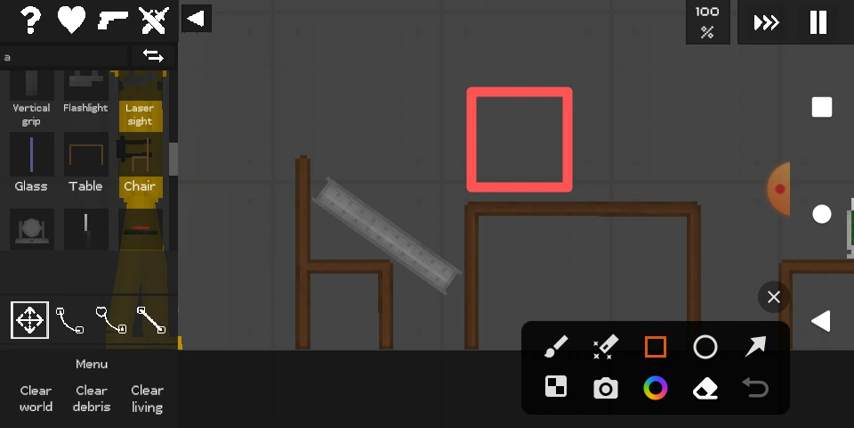 100
%
a
Vertical
grip
Flashlight
Laser
sight
Glass
Table
Chair
Menu
Clear
world
Clear
debris
Clear
living